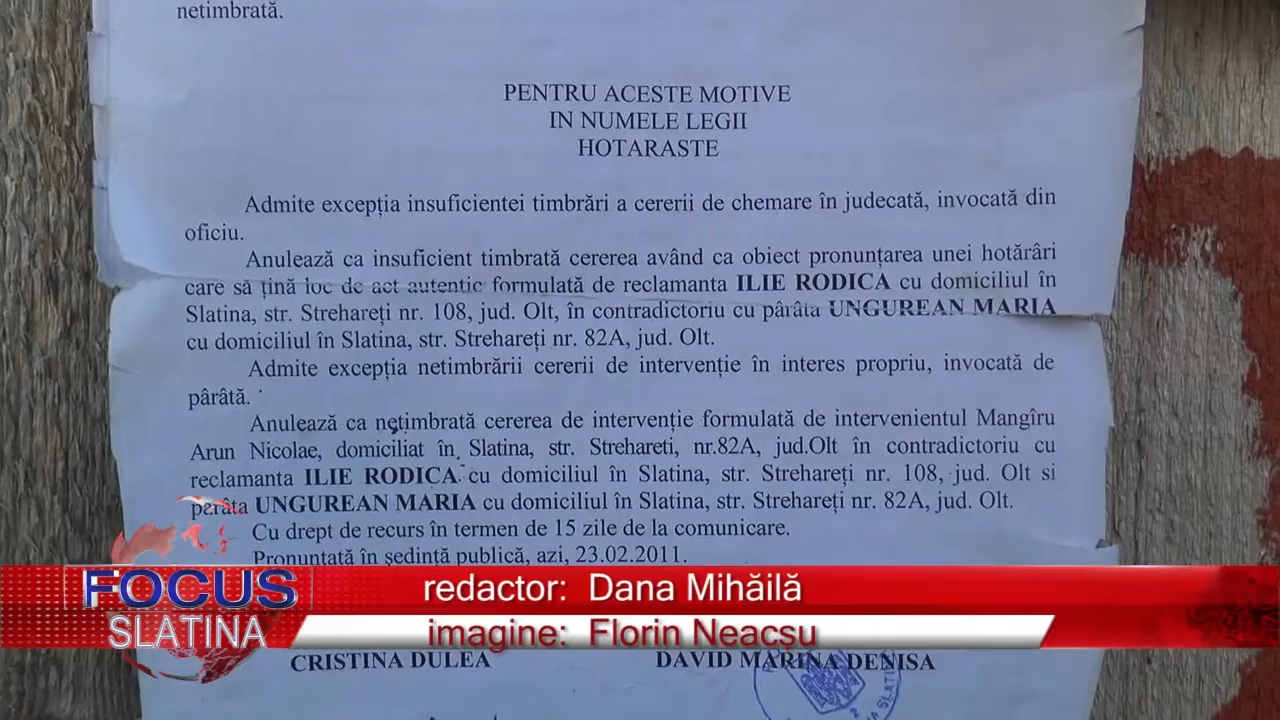 netimbrată.
PENTRU ACESTE MOTIVE
IN NUMELE LEGII
HOTARASTE
Admite excepția insuficientei timbrări a cererii de chemare în judecată, invocată din
oficiu.
Anulează ca insuficient timbrată cererea având ca obiect pronunțarea unei hotărâri
care să țină loc de act autentic formulată de reclamanta ILIE RODICA cu domiciliul în
Slatina, str. Strehareți nr. 108, jud. Olt, în contradictoriu cu pârâta UNGUREAN MARIA
cu domiciliul în Slatina, str. Strehareți nr. 82A, jud. Olt.
Admite excepția netimbrării cererii de intervenție în interes propriu, invocată de
pârâtă.
Anulează ca netimbrată cererea de intervenție formulată de intervenientul Mangîru
Arun Nicolae, domiciliat în Slatina, str. Strehareti, nr.82A, jud.Olt în contradictoriu cu
reclamanta ILIE RODICA cu domiciliul în Slatina, str. Strehareți nr. 108, jud. Olt si
pârâta UNGUREAN MARIA cu domiciliul în Slatina, str. Strehareți nr. 82A, jud. Olt.
Cu drept de recurs în termen de 15 zile de la comunicare.
Pronunțată în ședință publică, azi, 23.02.2011.
FOCUS
SLATINA
redactor: Dana Mihăilă
imagine: Florin Neacșu
CRISTINA DULEA DAVID MARINA DENISA